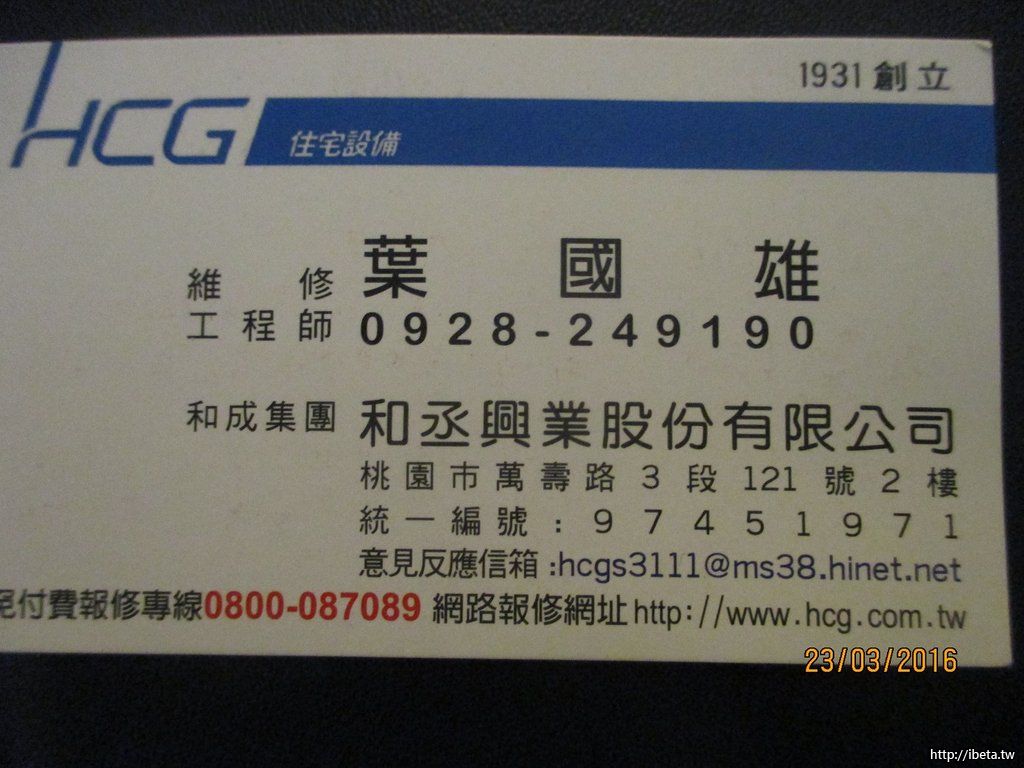 1931 創立
HCG 住宅設備
維修 葉國雄
工程師 0928-249190
和成集團 和丞興業股份有限公司
桃園市萬壽路3段121號2樓
統一編號:97451971
意見反應信箱:hcgs3111@ms38.hinet.net
免付費報修專線0800-087089 網路報修網址http://www.hcg.com.tw
23/03/2016
http://ibeta.tw